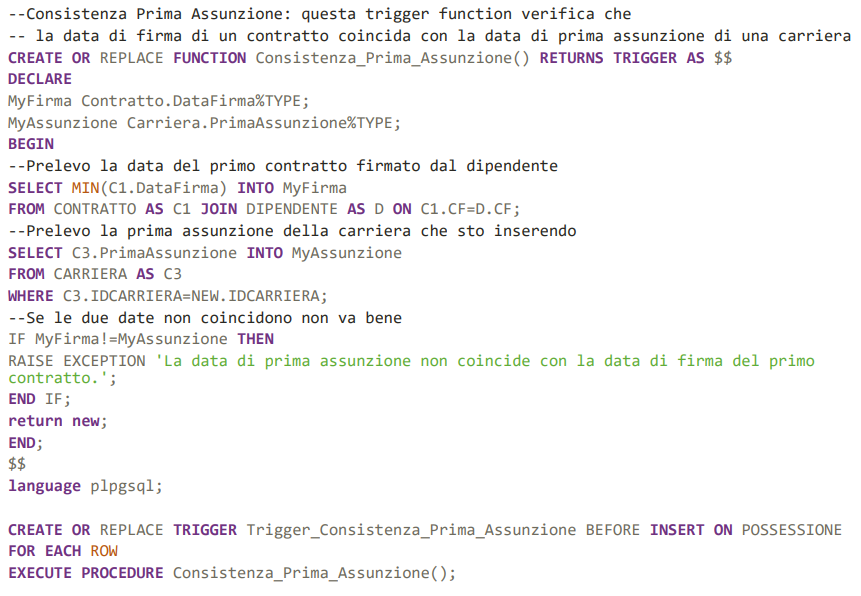 --Consistenza Prima Assunzione: questa trigger function verifica che
-- la data di firma di un contratto coincida con la data di prima assunzione di una carriera
CREATE OR REPLACE FUNCTION Consistenza_Prima_Assunzione() RETURNS TRIGGER AS $$
DECLARE
MyFirma Contratto.DataFirma%TYPE;
MyAssunzione Carriera.PrimaAssunzione%TYPE;
BEGIN
--Prelevo la data del primo contratto firmato dal dipendente
SELECT MIN(C1.DataFirma) INTO MyFirma
FROM CONTRATTO AS C1 JOIN DIPENDENTE AS D ON C1.CF=D.CF;
--Prelevo la prima assunzione della carriera che sto inserendo
SELECT C3.PrimaAssunzione INTO MyAssunzione
FROM CARRIERA AS C3
WHERE C3.IDCARRIERA=NEW.IDCARRIERA;
--Se le due date non coincidono non va bene
IF MyFirma!=MyAssunzione THEN
RAISE EXCEPTION 'La data di prima assunzione non coincide con la data di firma del primo
contratto.';
END IF;
return new;
END;
$$
language plpgsql;
CREATE OR REPLACE TRIGGER Trigger_Consistenza_Prima_Assunzione BEFORE INSERT ON POSSESSIONE
FOR EACH ROW
EXECUTE PROCEDURE Consistenza_Prima_Assunzione();